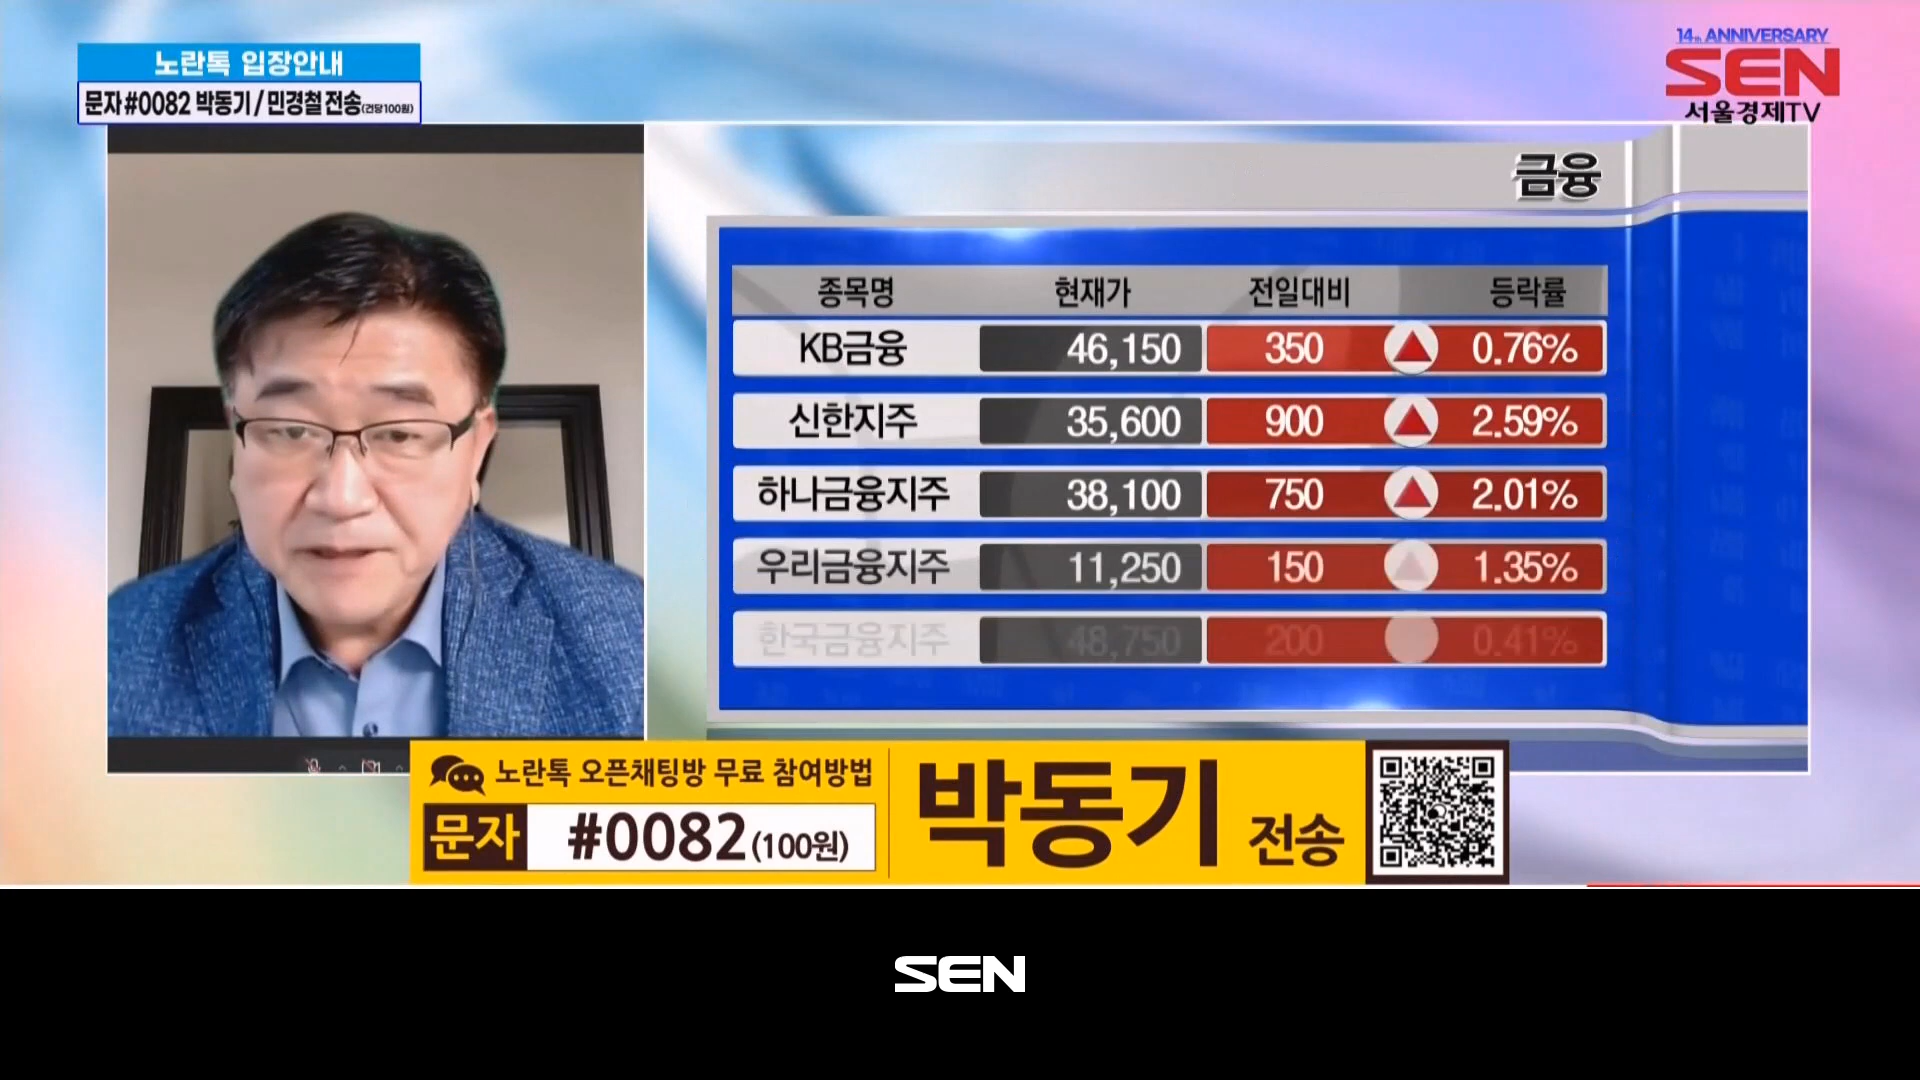 노란톡 입장안내
문자#0082 박동기/민경철 전송(건당100원)
14th ANNIVERSARY
SEN
서울경제TV
금융
종목명 현재가 전일대비 등락률
KB금융 46,150 350 0.76%
신한지주 35,600 900 2.59%
하나금융지주 38,100 750 2.01%
우리금융지주 11,250 150 1.35%
한국금융지주 48,750 200 0.41%
노란톡 오픈채팅방 무료 참여방법
문자 #0082(100원)
박동기 전송
SEN